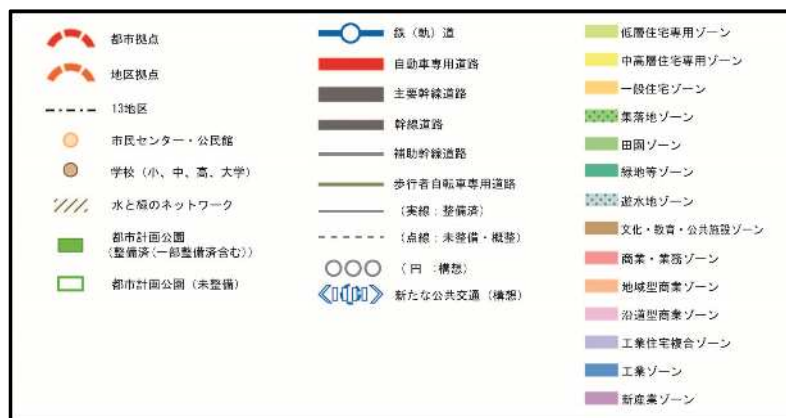 都市拠点
地区拠点
13地区
市民センター・公民館
学校（小、中、高、大学）
水と緑のネットワーク
都市計画公園
（整備済（一部整備済含む））
都市計画公園（未整備）
鉄（軌）道
自動車専用道路
主要幹線道路
幹線道路
補助幹線道路
歩行者自転車専用道路
（実線：整備済）
（点線：未整備・概整）
（円　：構想）
新たな公共交通（構想）
低層住宅専用ゾーン
中高層住宅専用ゾーン
一般住宅ゾーン
集落地ゾーン
田園ゾーン
緑地等ゾーン
遊水地ゾーン
文化・教育・公共施設ゾーン
商業・業務ゾーン
地域型商業ゾーン
沿道型商業ゾーン
工業住宅複合ゾーン
工業ゾーン
新産業ゾーン